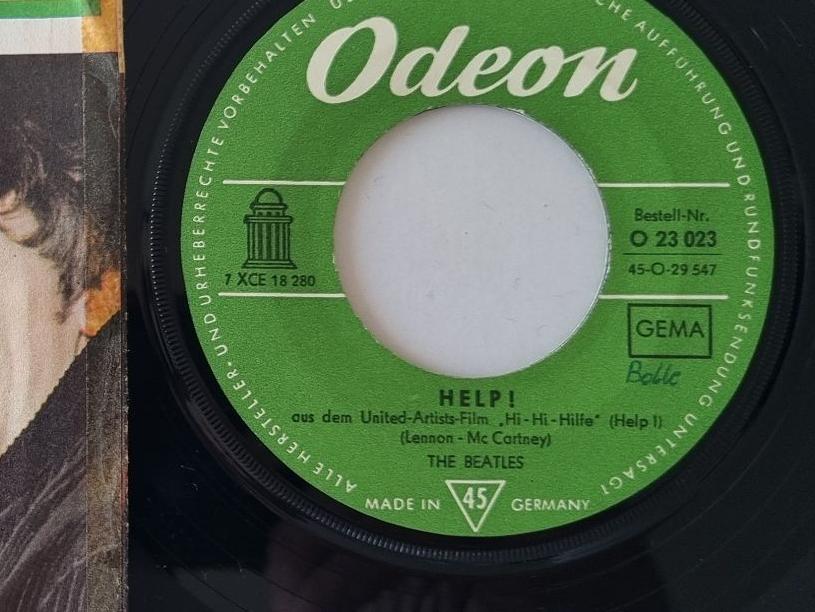 Odeon
7 XCE 18 280
Bestell-Nr.
O 23 023
45-O-29 547
GEMA
Bolle
HELP!
aus dem United-Artists-Film „Hi-Hi-Hilfe" (Help!)
(Lennon - Mc Cartney)
THE BEATLES
MADE IN 45 GERMANY
ALLE HERSTELLER- UND URHEBERRECHTE VORBEHALTEN
AUFFÜHRUNG UND RUNDFUNKSENDUNG UNTERSAGT